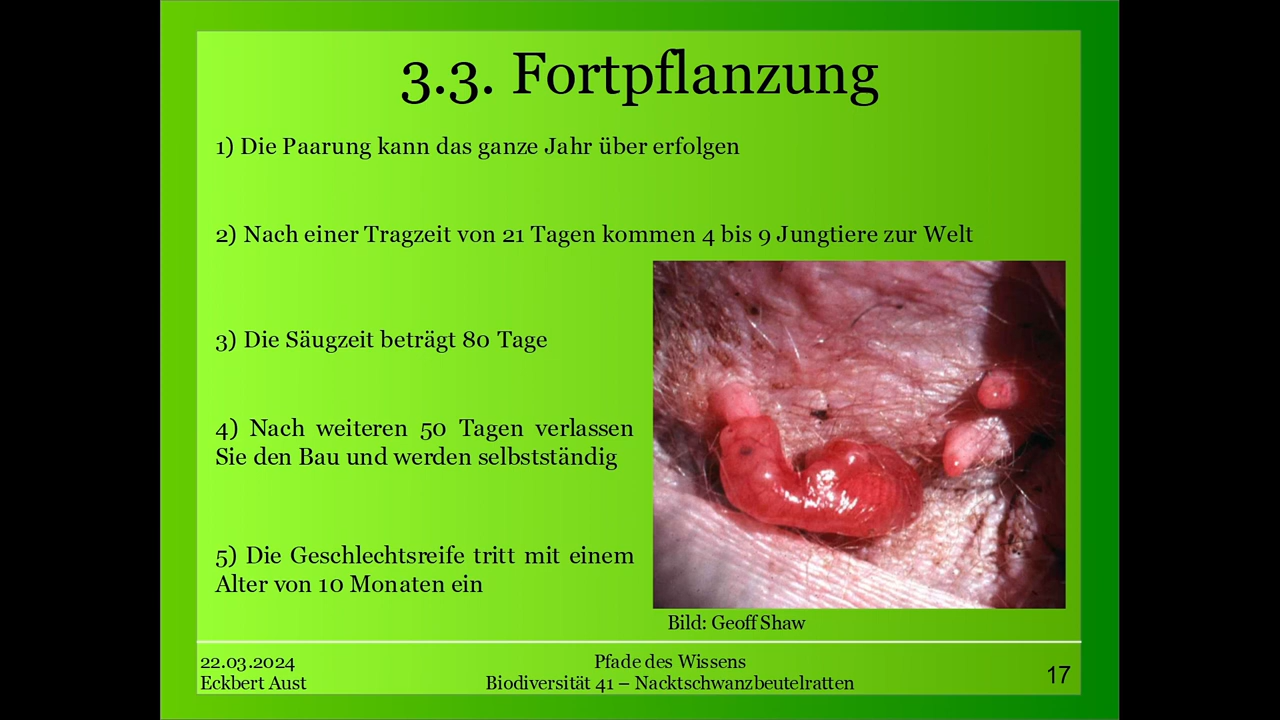 3.3. Fortpflanzung
1) Die Paarung kann das ganze Jahr über erfolgen
2) Nach einer Tragzeit von 21 Tagen kommen 4 bis 9 Jungtiere zur Welt
3) Die Säugzeit beträgt 80 Tage
4) Nach weiteren 50 Tagen verlassen
Sie den Bau und werden selbstständig
5) Die Geschlechtsreife tritt mit einem
Alter von 10 Monaten ein
Bild: Geoff Shaw
22.03.2024
Eckbert Aust
Pfade des Wissens
Biodiversität 41 – Nacktschwanzbeutelratten
17